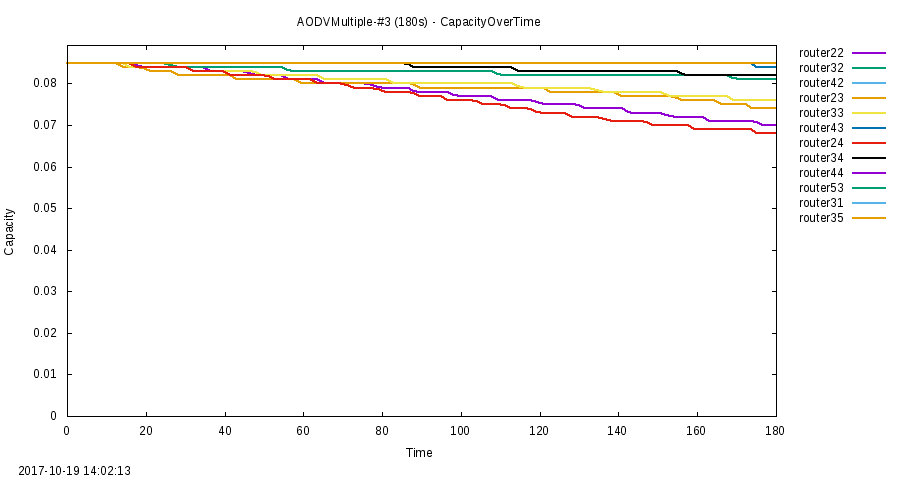 AODVMultiple-#3 (180s) - CapacityOverTime
router22
router32
router42
router23
router33
router43
router24
router34
router44
router53
router31
router35
Capacity
0.08
0.07
0.06
0.05
0.04
0.03
0.02
0.01
0
0 20 40 60 80 100 120 140 160 180
Time
2017-10-19 14:02:13